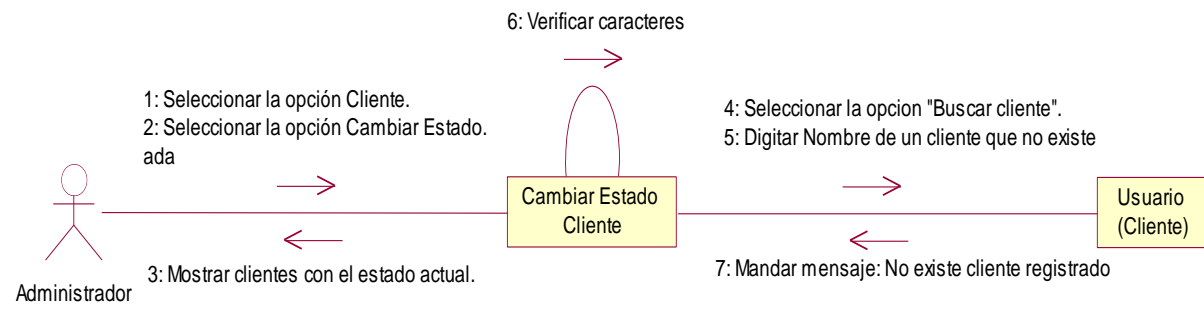 6: Verificar caracteres
1: Seleccionar la opción Cliente.
2: Seleccionar la opción Cambiar Estado.
ada
4: Seleccionar la opcion "Buscar cliente".
5: Digitar Nombre de un cliente que no existe
Cambiar Estado
Cliente
Usuario
(Cliente)
3: Mostrar clientes con el estado actual.
7: Mandar mensaje: No existe cliente registrado
Administrador